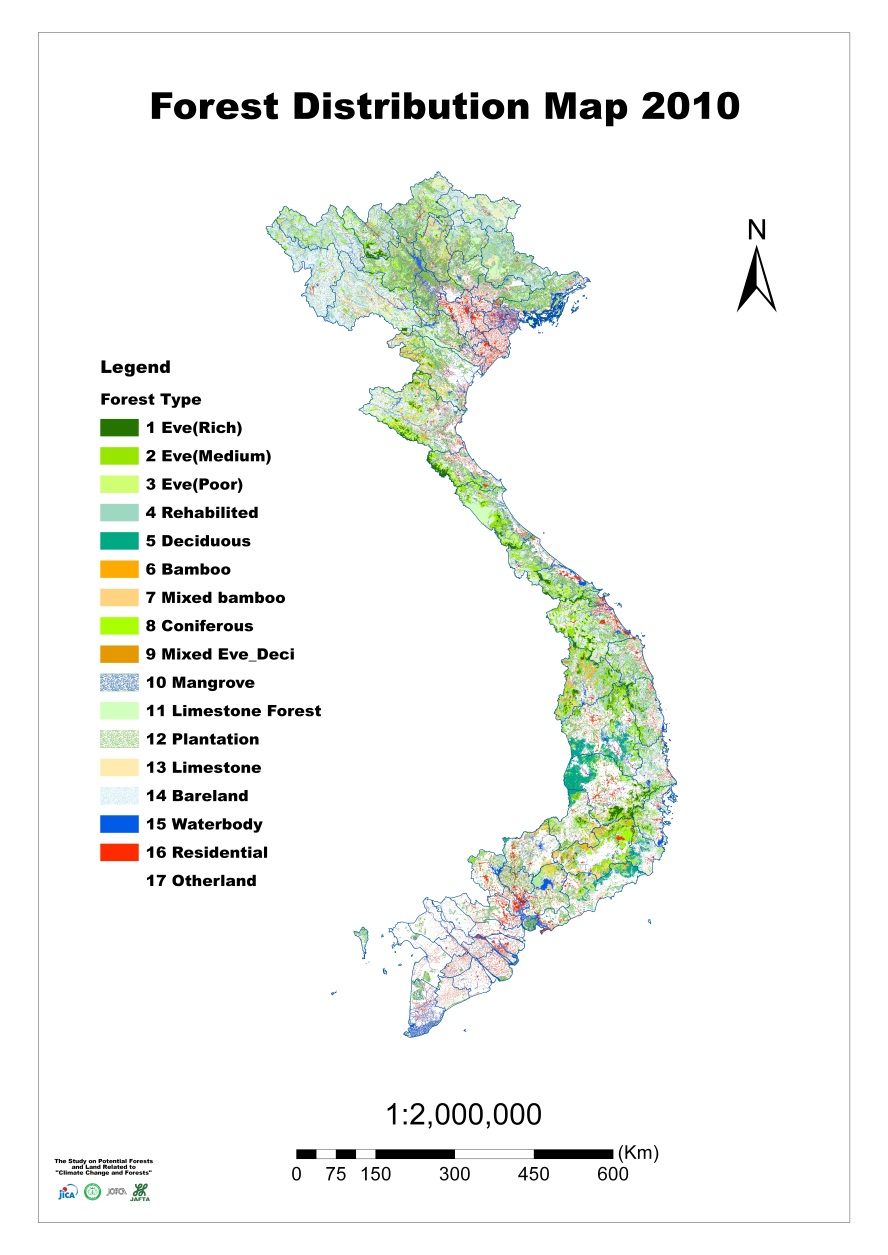 Forest Distribution Map 2010
N
Legend
Forest Type
1 Eve(Rich)
2 Eve(Medium)
3 Eve(Poor)
4 Rehabilited
5 Deciduous
6 Bamboo
7 Mixed bamboo
8 Coniferous
9 Mixed Eve_Deci
10 Mangrove
11 Limestone Forest
12 Plantation
13 Limestone
14 Bareland
15 Waterbody
16 Residential
17 Otherland
1:2,000,000
(Km)
0 75 150 300 450 600
The Study on Potential Forests
and Land Related to
"Climate Change and Forests"
jICA
JOFCA
JAFTA